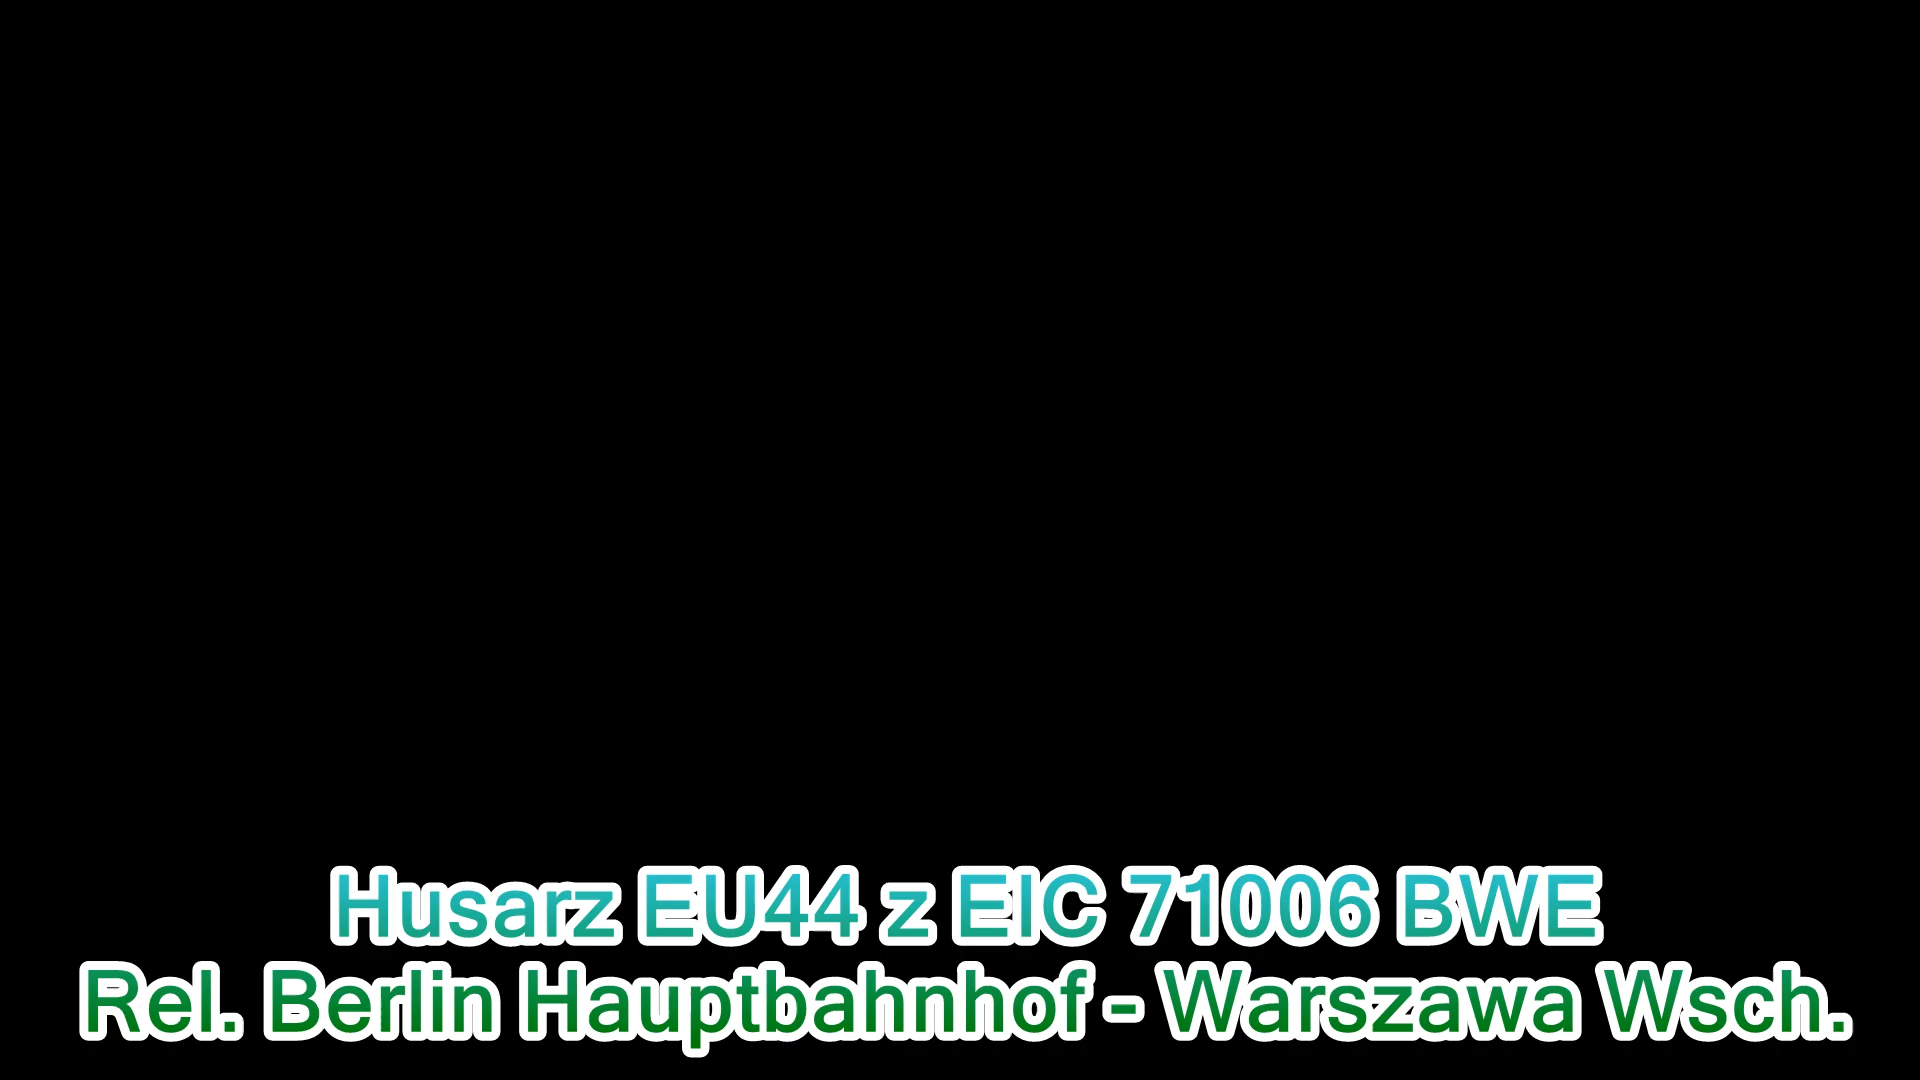 Husarz EU44 z EIC 71006 BWE
Rel. Berlin Hauptbahnhof - Warszawa Wsch.